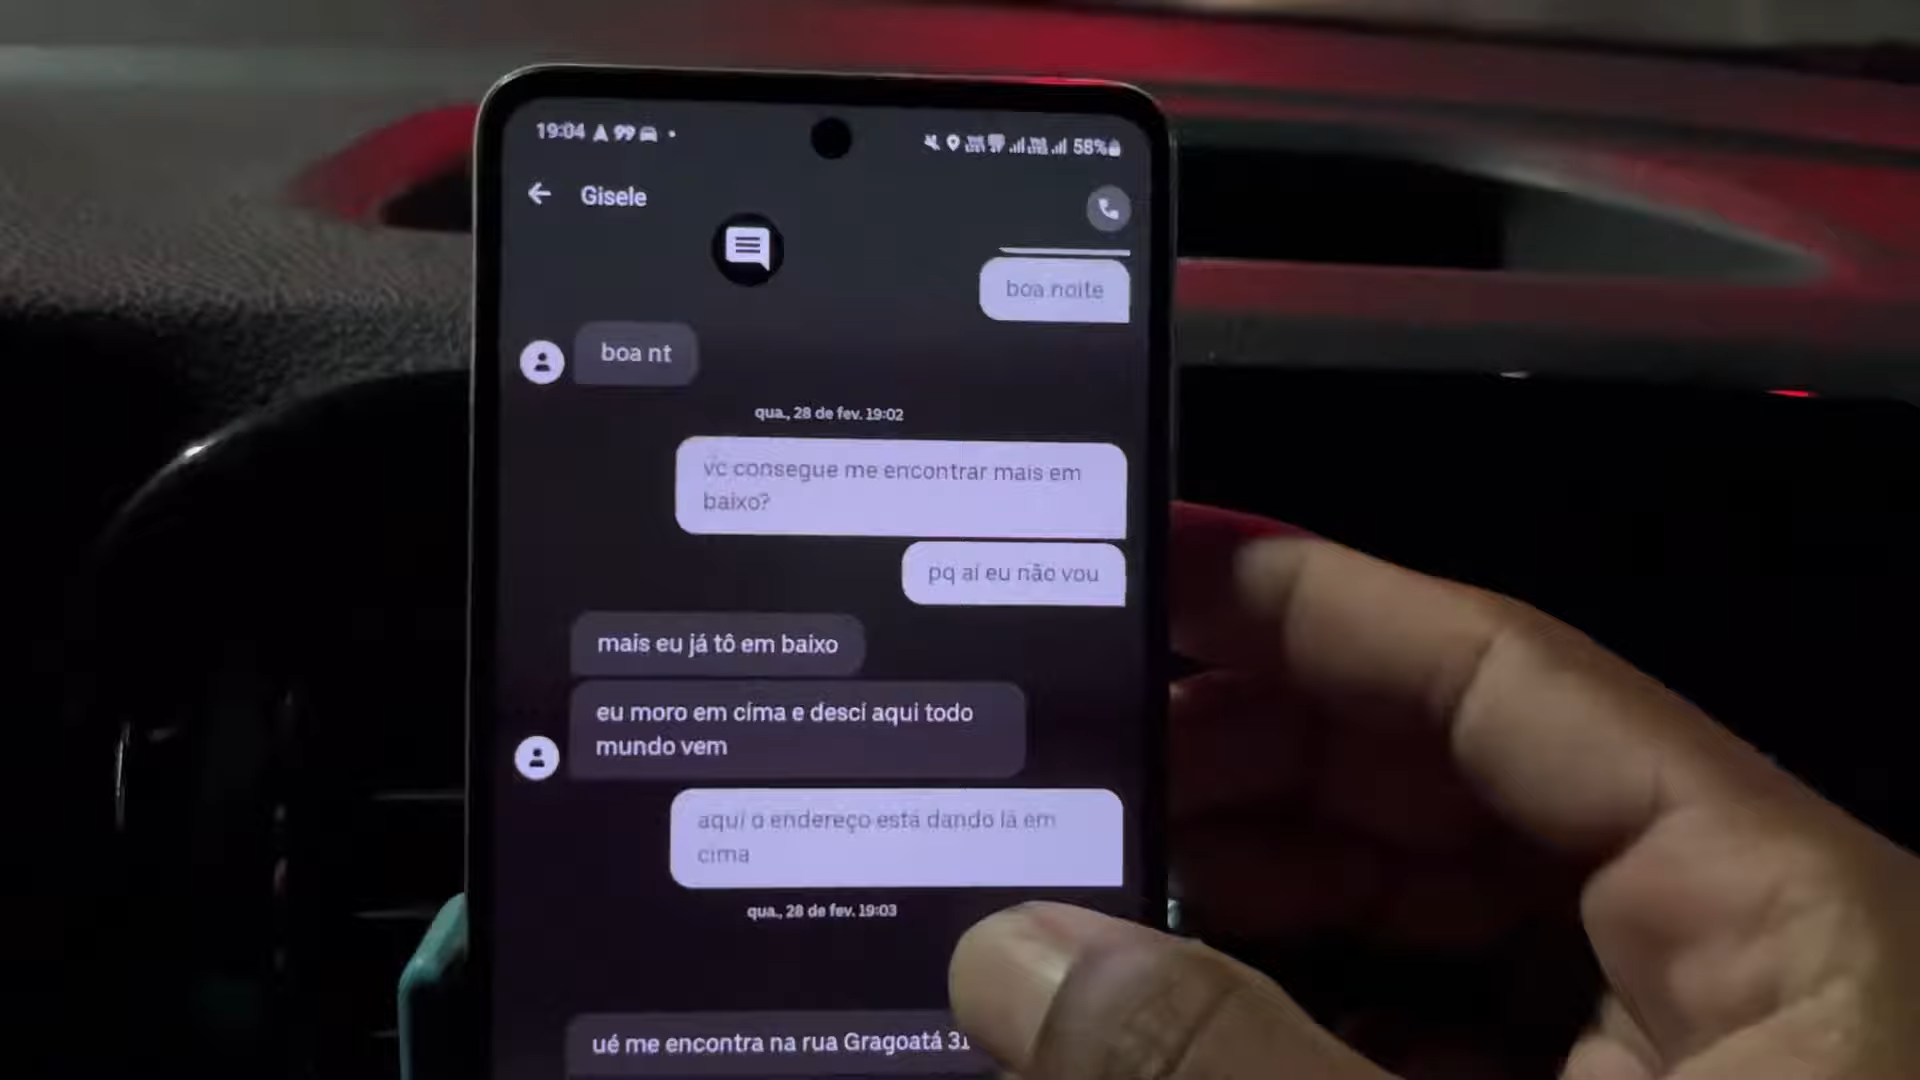 19:04 99
58%
Gisele
boa noite
boa nt
qua., 28 de fev. 19:02
vc consegue me encontrar mais em
baixo?
pq aí eu não vou
mais eu já tô em baixo
eu moro em cima e desci aqui todo
mundo vem
aqui o endereço está dando lá em
cima
qua., 28 de fev. 19:03
ué me encontra na rua Gragoatá 31